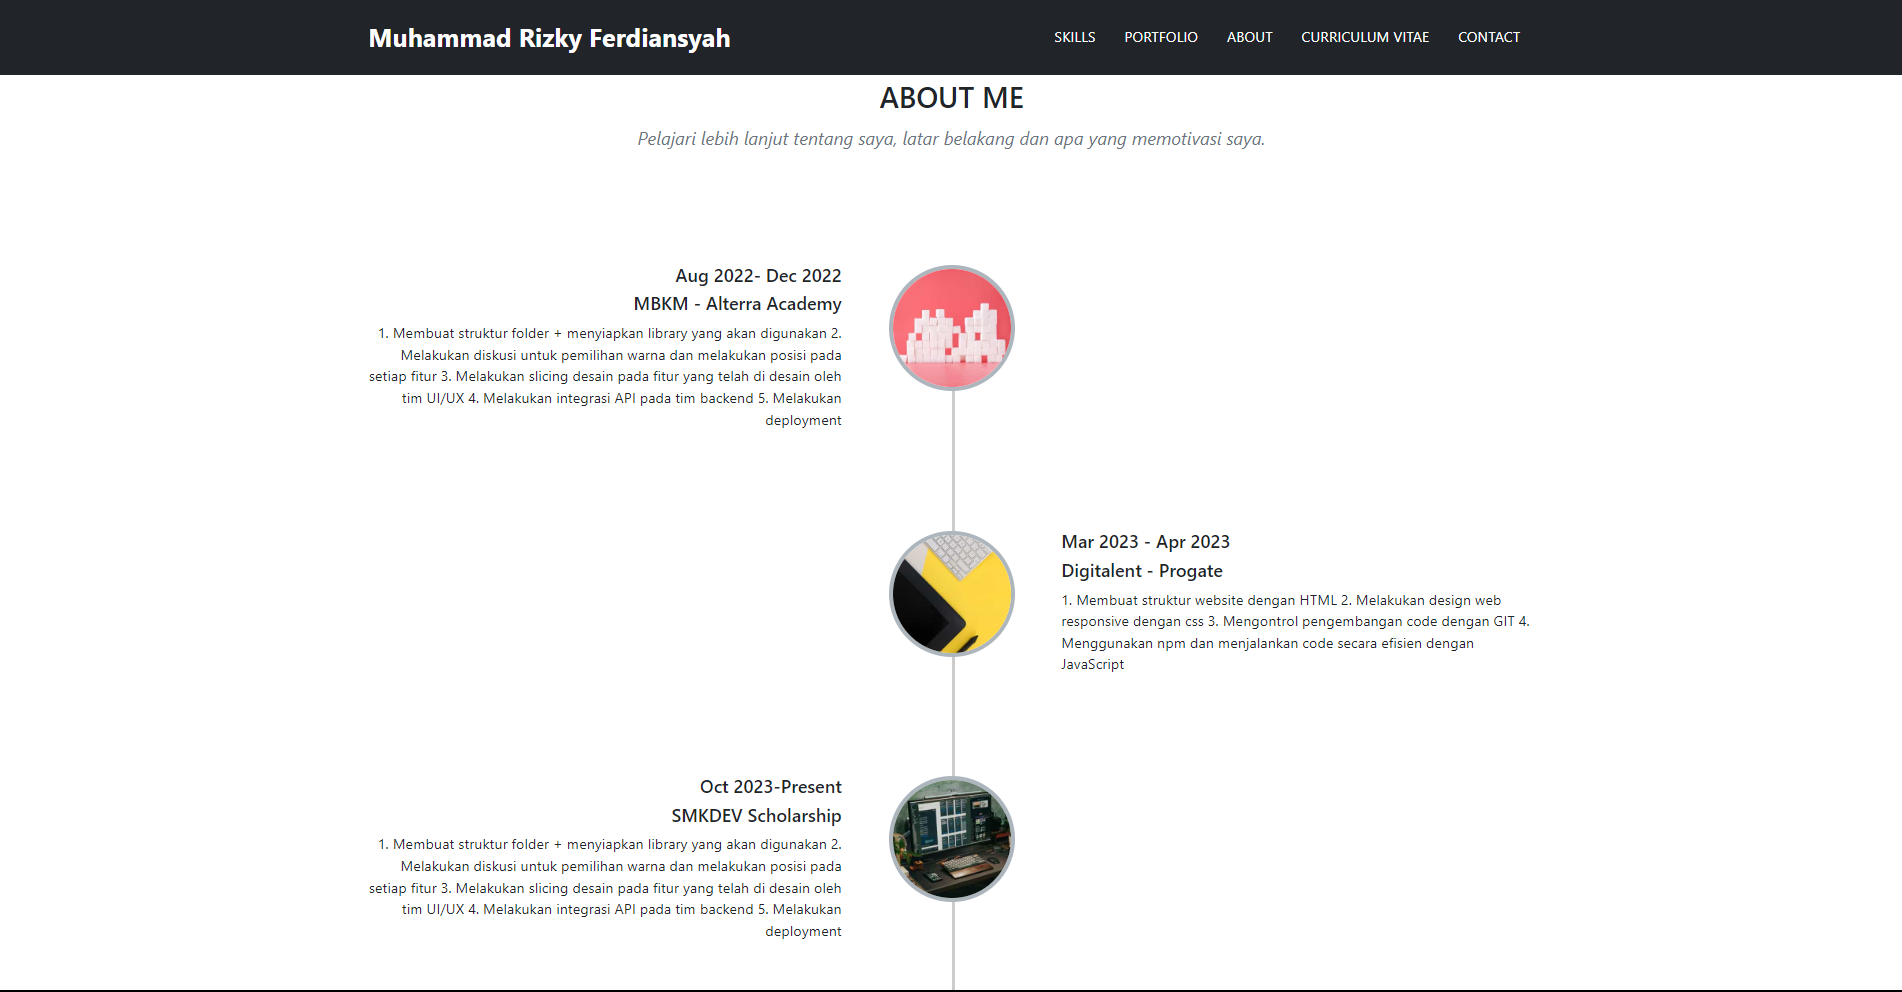 Muhammad Rizky Ferdiansyah
SKILLS
PORTFOLIO
ABOUT
CURRICULUM VITAE
CONTACT
ABOUT ME
Pelajari lebih lanjut tentang saya, latar belakang dan apa yang memotivasi saya.
Aug 2022- Dec 2022
MBKM - Alterra Academy
1. Membuat struktur folder + menyiapkan library yang akan digunakan 2.
Melakukan diskusi untuk pemilihan warna dan melakukan posisi pada
setiap fitur 3. Melakukan slicing desain pada fitur yang telah di desain oleh
tim UI/UX 4. Melakukan integrasi API pada tim backend 5. Melakukan
deployment
Mar 2023 - Apr 2023
Digitalent - Progate
1. Membuat struktur website dengan HTML 2. Melakukan design web
responsive dengan css 3. Mengontrol pengembangan code dengan GIT 4.
Menggunakan npm dan menjalankan code secara efisien dengan
JavaScript
Oct 2023-Present
SMKDEV Scholarship
1. Membuat struktur folder + menyiapkan library yang akan digunakan 2.
Melakukan diskusi untuk pemilihan warna dan melakukan posisi pada
setiap fitur 3. Melakukan slicing desain pada fitur yang telah di desain oleh
tim UI/UX 4. Melakukan integrasi API pada tim backend 5. Melakukan
deployment